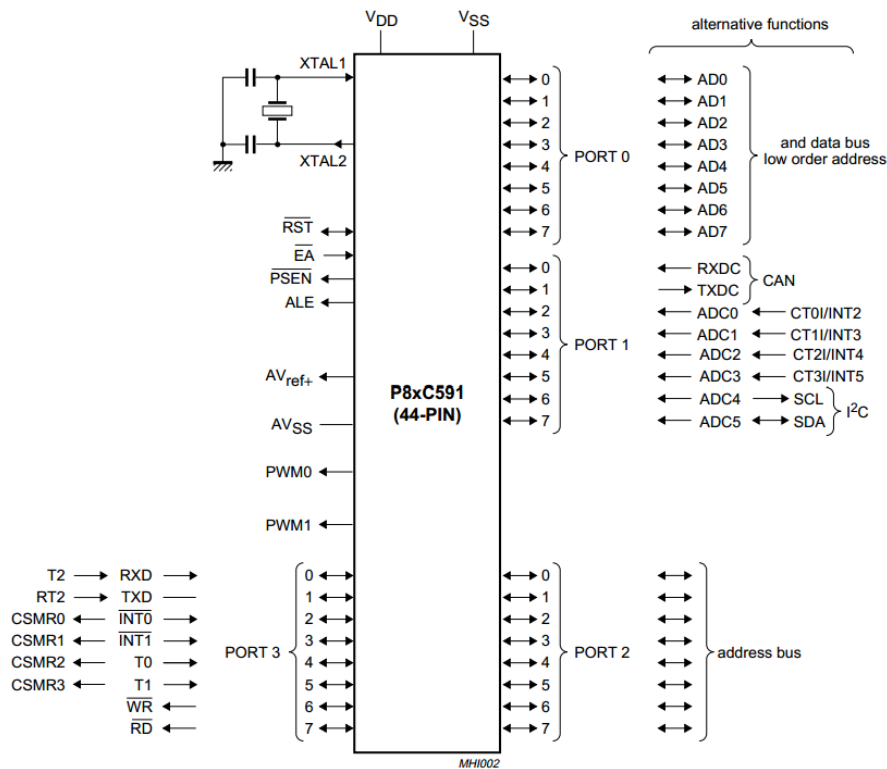 VDD VSS
alternative functions
XTAL1
XTAL2
RST
EA
PSEN
ALE
AVref+
AVSS
PWM0
PWM1
P8xC591
(44-PIN)
0 AD0
1 AD1
2 AD2
3 AD3
4 AD4
5 AD5
6 AD6
7 AD7
PORT 0
and data bus
low order address
0 RXDC
1 TXDC
CAN
2 ADC0 CT0I/INT2
3 ADC1 CT1I/INT3
4 ADC2 CT2I/INT4
5 ADC3 CT3I/INT5
6 ADC4 SCL
7 ADC5 SDA
PORT 1
I2C
T2 RXD 0
RT2 TXD 1
CSMR0 INT0 2
CSMR1 INT1 3
CSMR2 T0 4
CSMR3 T1 5
WR 6
RD 7
PORT 3
0
1
2
3
4
5
6
7
PORT 2
address bus
MHI002